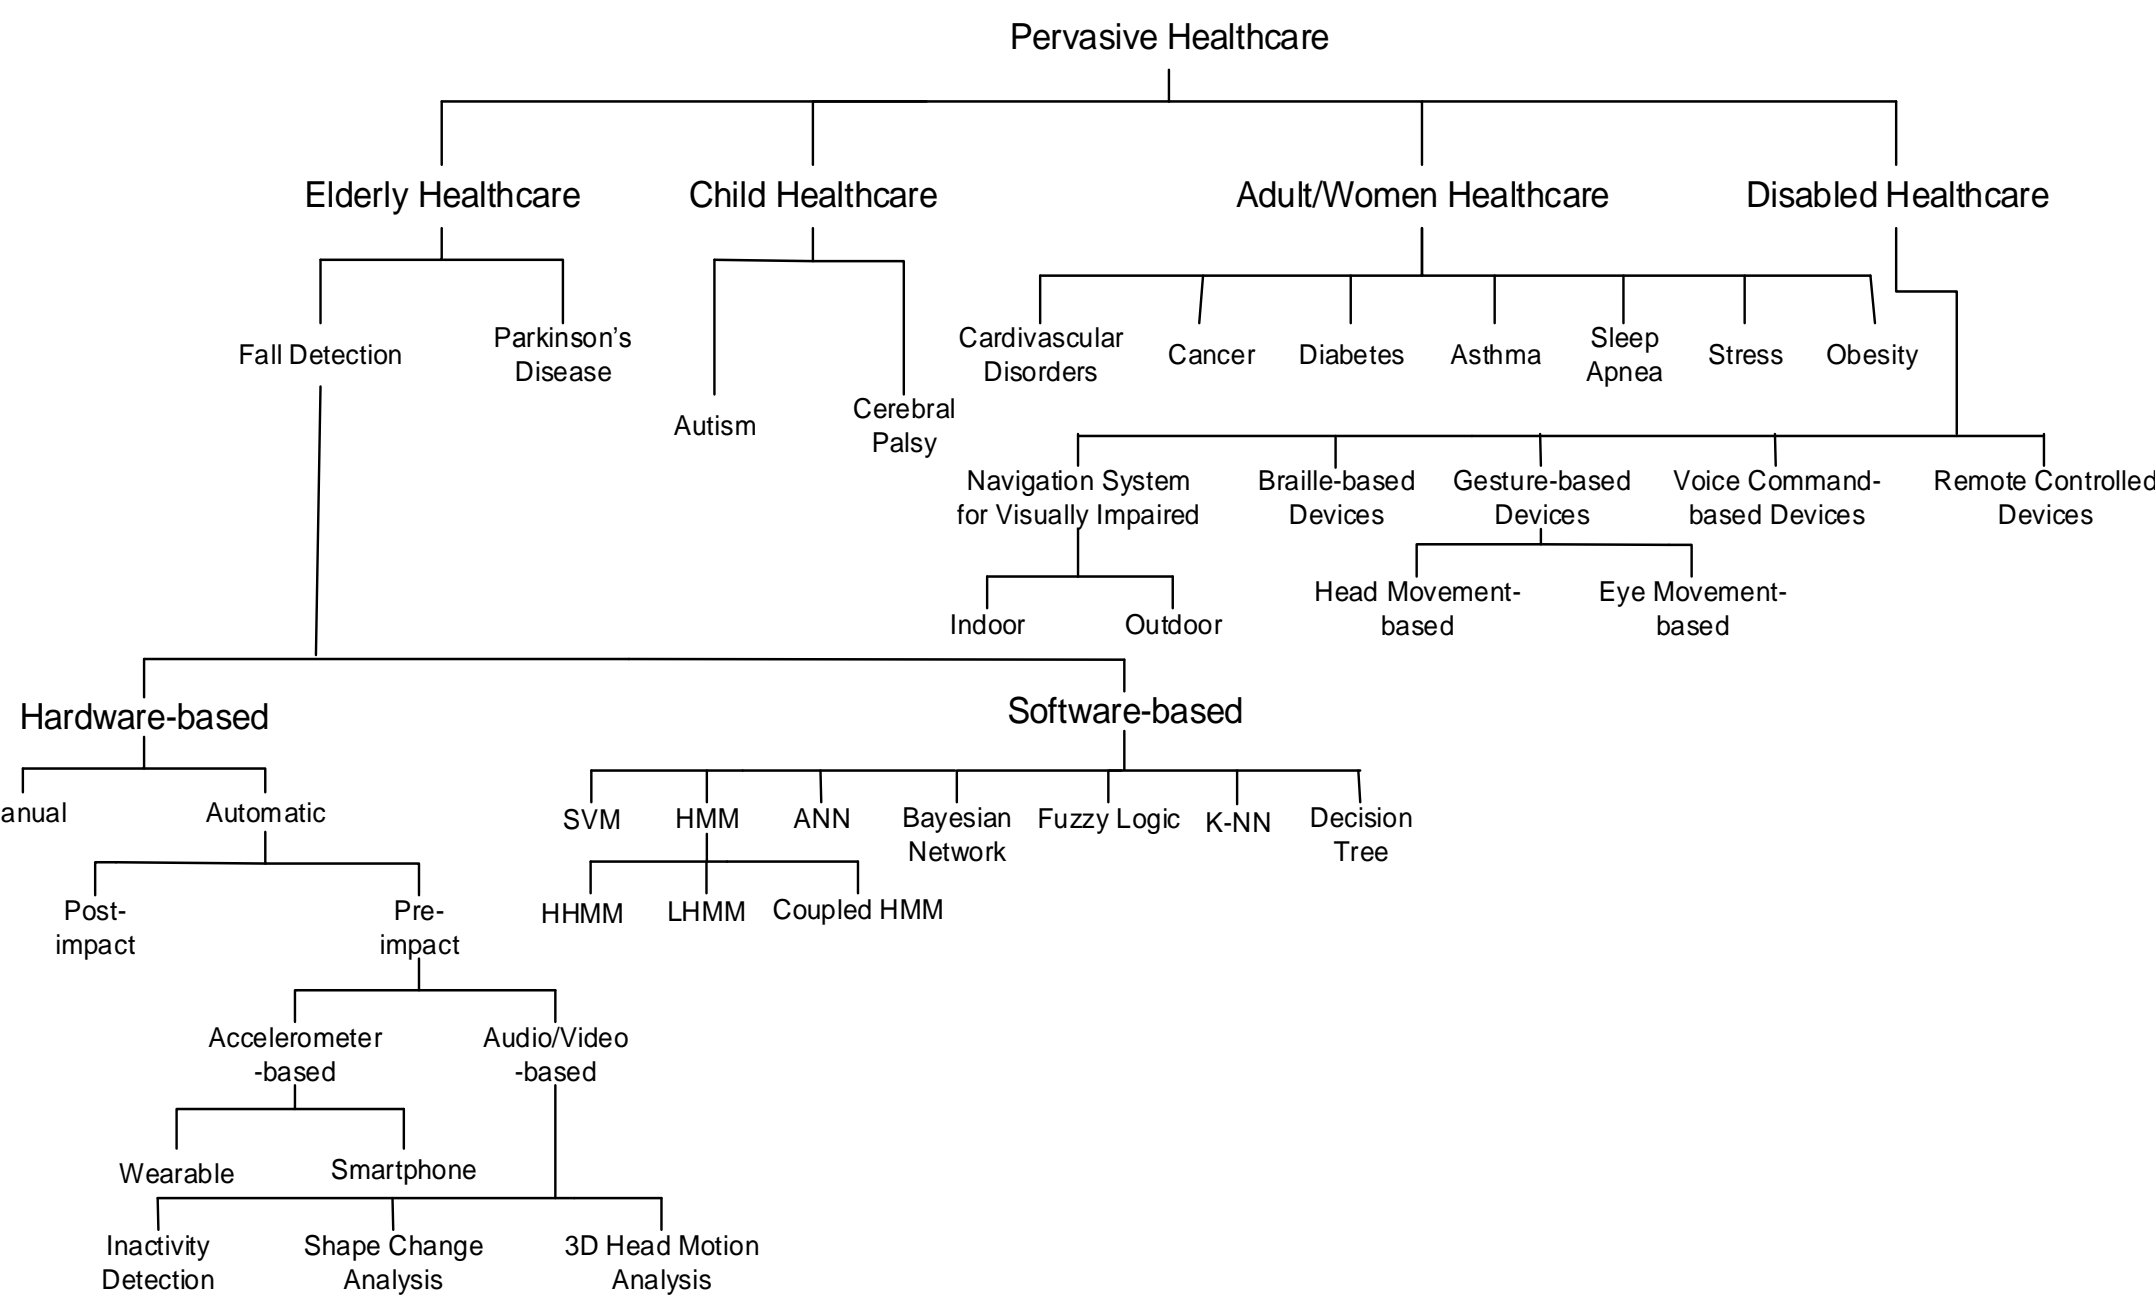 Pervasive Healthcare
Elderly Healthcare
Child Healthcare
Adult/Women Healthcare
Disabled Healthcare
Fall Detection
Parkinson’s
Disease
Autism
Cerebral
Palsy
Cardivascular
Disorders
Cancer
Diabetes
Asthma
Sleep
Apnea
Stress
Obesity
Navigation System
for Visually Impaired
Braille-based
Devices
Gesture-based
Devices
Voice Command-
based Devices
Remote Controlled
Devices
Indoor
Outdoor
Head Movement-
based
Eye Movement-
based
Hardware-based
Software-based
anual
Automatic
SVM
HMM
ANN
Bayesian
Network
Fuzzy Logic
K-NN
Decision
Tree
Post-
impact
Pre-
impact
HHMM
LHMM
Coupled HMM
Accelerometer
-based
Audio/Video
-based
Wearable
Smartphone
Inactivity
Detection
Shape Change
Analysis
3D Head Motion
Analysis